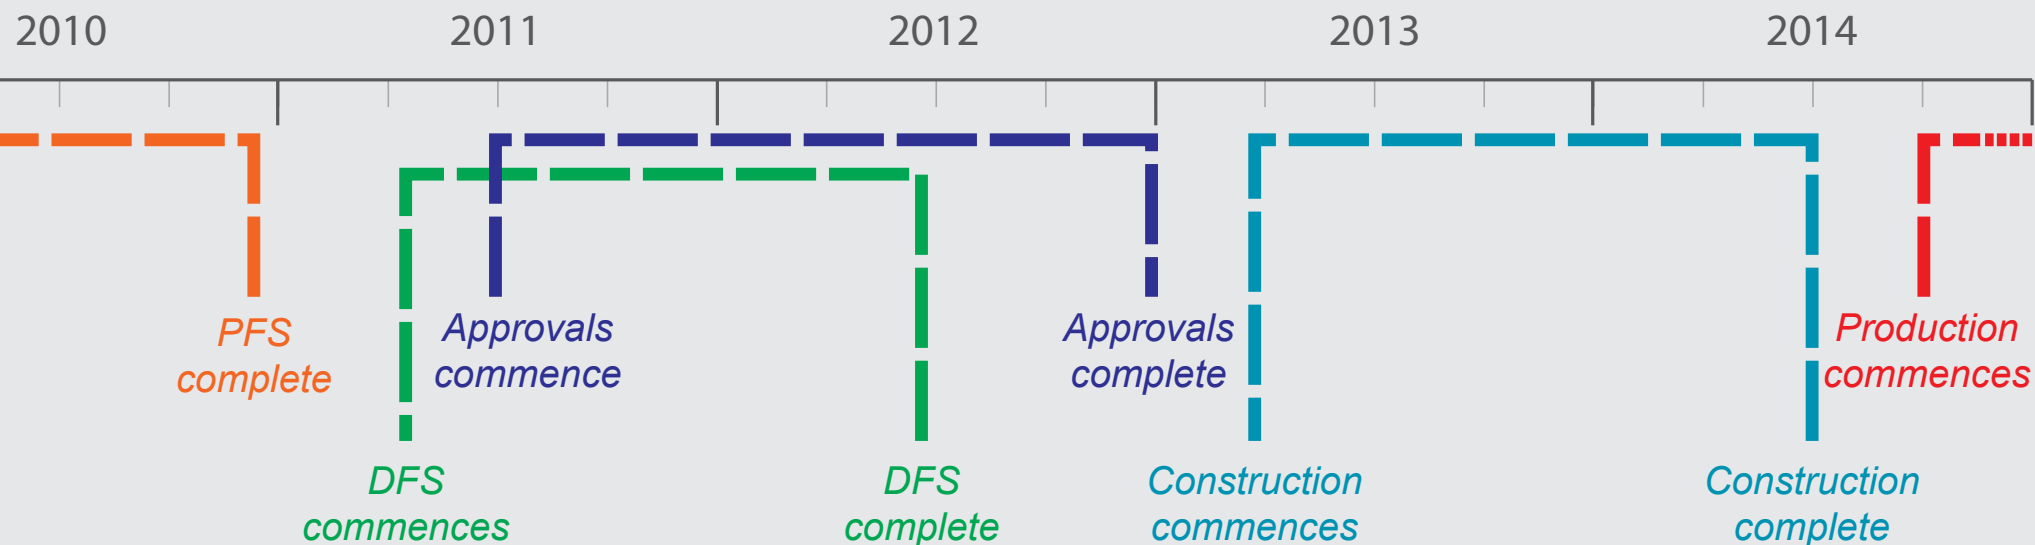 2010
2011
2012
2013
2014
PFS
complete
Approvals
commence
Approvals
complete
Production
commences
DFS
commences
DFS
complete
Construction
commences
Construction
complete